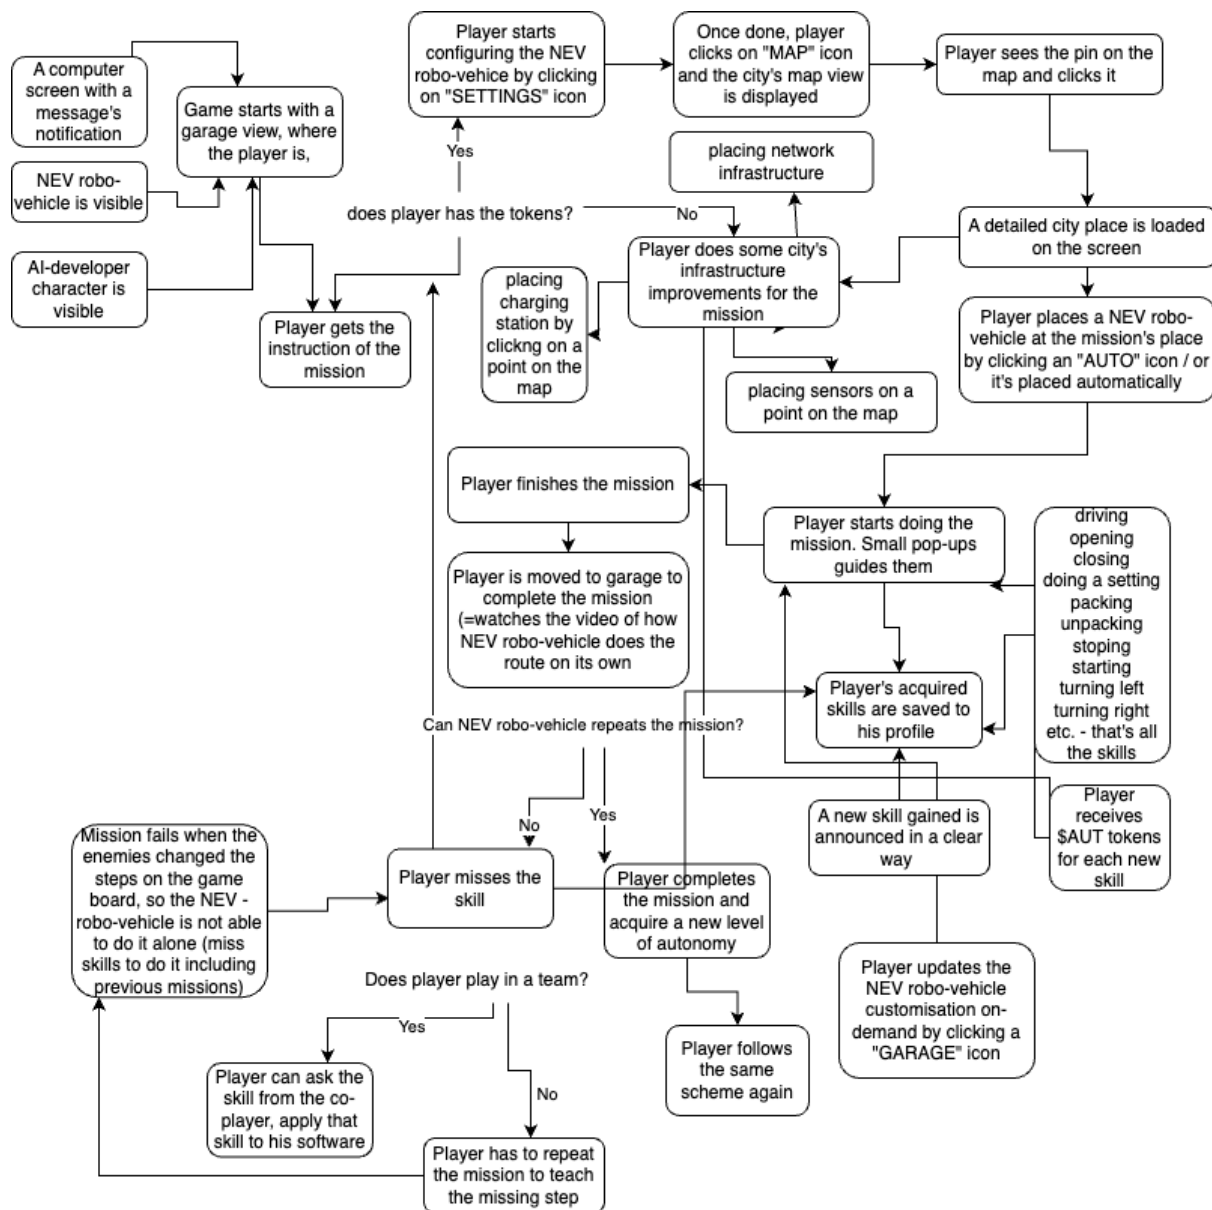 Player starts
configuring the NEV
robo-vehice by clicking
on "SETTINGS" icon
Once done, player
clicks on "MAP" icon
and the city's map view
is displayed
Player sees the pin on the
map and clicks it
A computer
screen with a
message's
notification
Game starts with a
garage view, where
the player is,
NEV robo-
vehicle is visible
AI-developer
character is
visible
Yes
placing network
infrastructure
does player has the tokens?
No
Player does some city's
infrastructure
improvements for the
mission
A detailed city place is loaded
on the screen
placing
charging
station by
clickng on a
point on the
map
Player gets the
instruction of the
mission
Player places a NEV robo-
vehicle at the mission's place
by clicking an "AUTO" icon / or
it's placed automatically
placing sensors on a
point on the map
Player finishes the mission
Player starts doing the
mission. Small pop-ups
guides them
driving
opening
closing
doing a setting
packing
unpacking
stoping
starting
turning left
turning right
etc. - that's all
the skills
Player is moved to garage to
complete the mission
(=watches the video of how
NEV robo-vehicle does the
route on its own
Player's acquired
skills are saved to
his profile
Can NEV robo-vehicle repeats the mission?
No
Yes
A new skill gained is
announced in a clear
way
Player
receives
$AUT tokens
for each new
skill
Mission fails when the
enemies changed the
steps on the game
board, so the NEV -
robo-vehicle is not able
to do it alone (miss
skills to do it including
previous missions)
Player misses the
skill
Player completes
the mission and
acquire a new level
of autonomy
Does player play in a team?
Yes
No
Player updates the
NEV robo-vehicle
customisation on-
demand by clicking a
"GARAGE" icon
Player can ask the
skill from the co-
player, apply that
skill to his software
Player follows
the same
scheme again
Player has to repeat
the mission to teach
the missing step